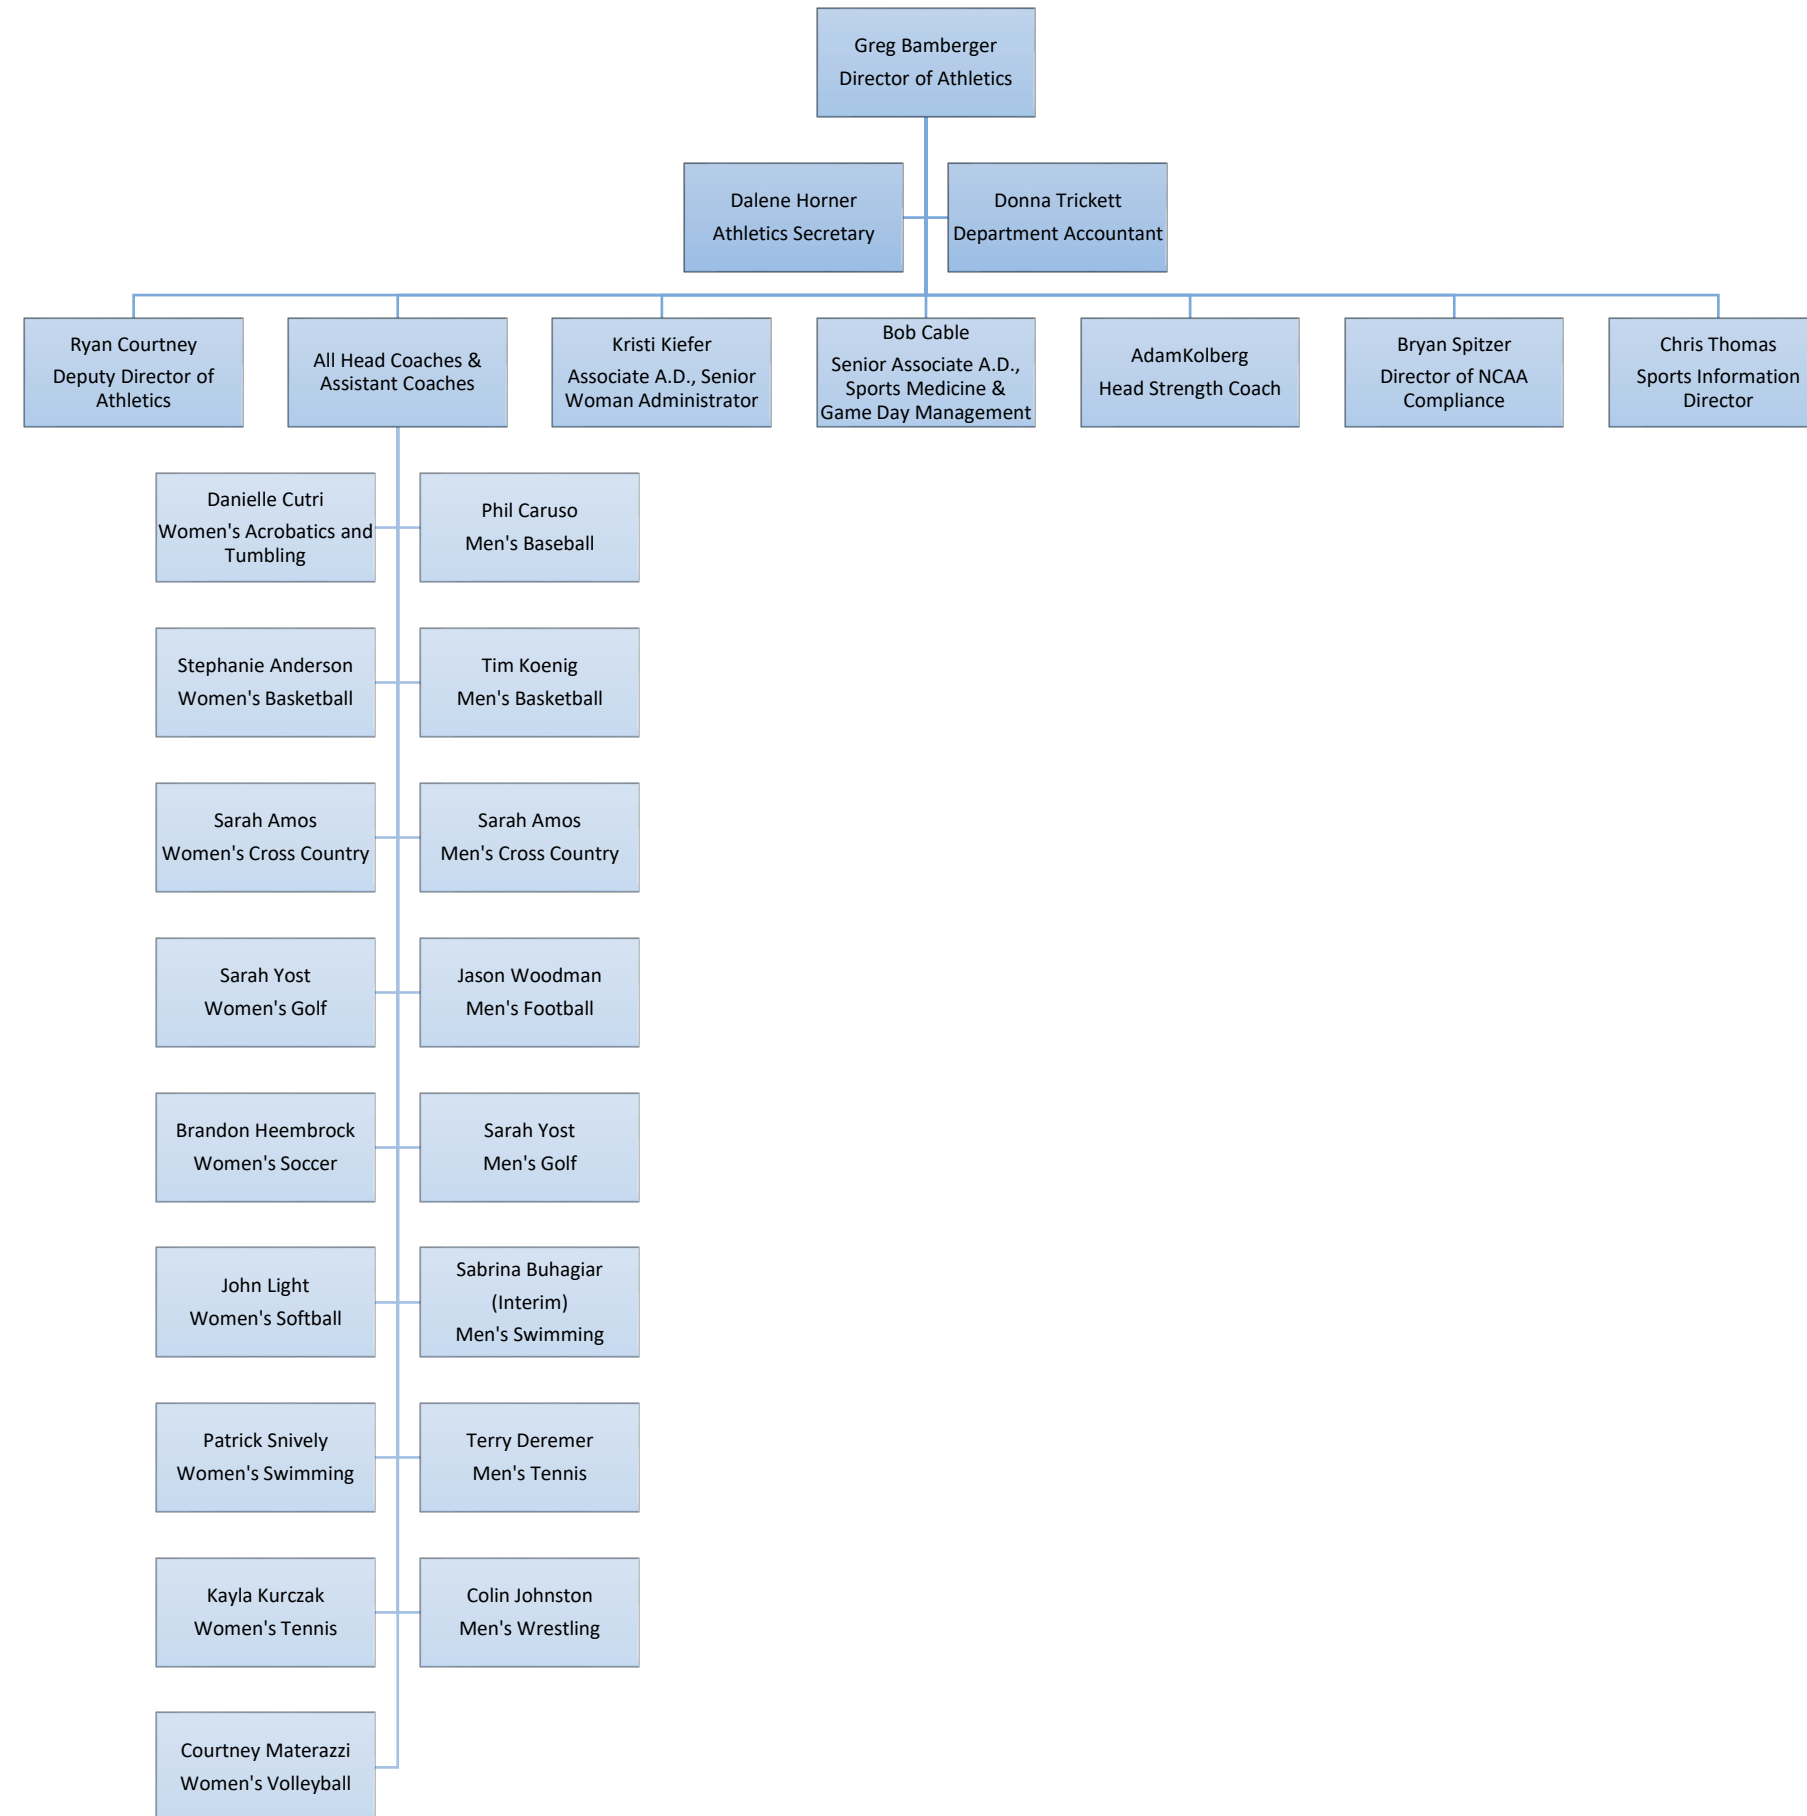 Greg Bamberger
Director of Athletics
Dalene Horner
Athletics Secretary
Donna Trickett
Department Accountant
Ryan Courtney
Deputy Director of
Athletics
All Head Coaches &
Assistant Coaches
Kristi Kiefer
Associate A.D., Senior
Woman Administrator
Bob Cable
Senior Associate A.D.,
Sports Medicine &
Game Day Management
AdamKolberg
Head Strength Coach
Bryan Spitzer
Director of NCAA
Compliance
Chris Thomas
Sports Information
Director
Danielle Cutri
Women's Acrobatics and
Tumbling
Phil Caruso
Men's Baseball
Stephanie Anderson
Women's Basketball
Tim Koenig
Men's Basketball
Sarah Amos
Women's Cross Country
Sarah Amos
Men's Cross Country
Sarah Yost
Women's Golf
Jason Woodman
Men's Football
Brandon Heembrock
Women's Soccer
Sarah Yost
Men's Golf
John Light
Women's Softball
Sabrina Buhagiar
(Interim)
Men's Swimming
Patrick Snively
Women's Swimming
Terry Deremer
Men's Tennis
Kayla Kurczak
Women's Tennis
Colin Johnston
Men's Wrestling
Courtney Materazzi
Women's Volleyball